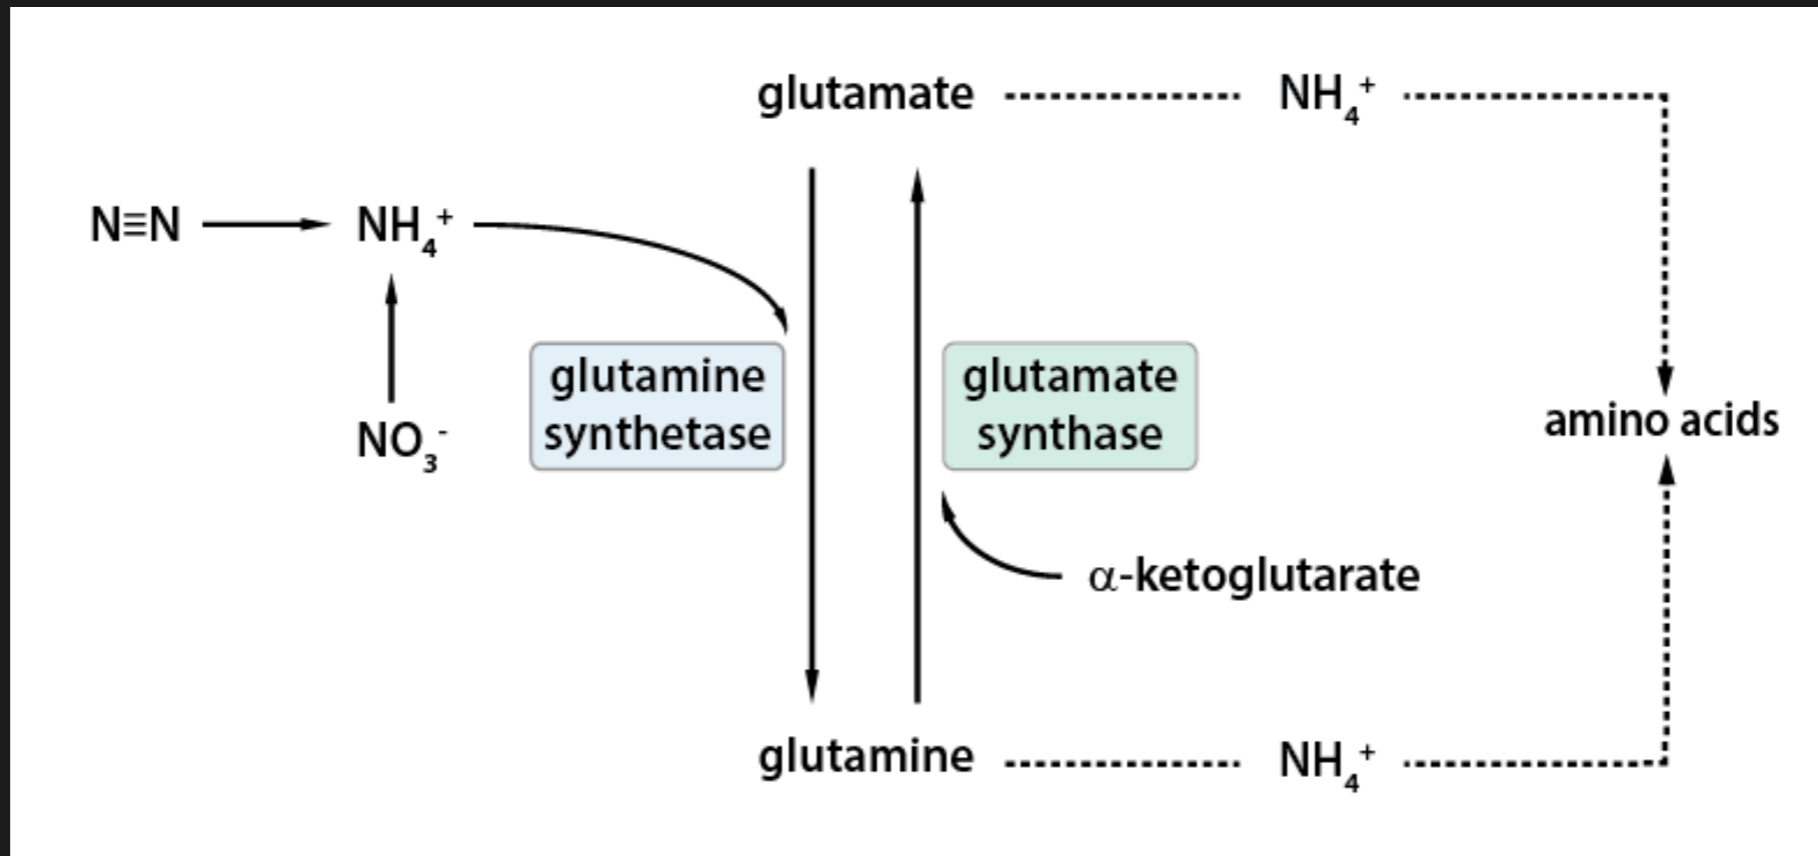 glutamate NH₄⁺
N≡N NH₄⁺
glutamine
synthetase
glutamate
synthase
NO₃⁻
amino acids
α-ketoglutarate
glutamine NH₄⁺